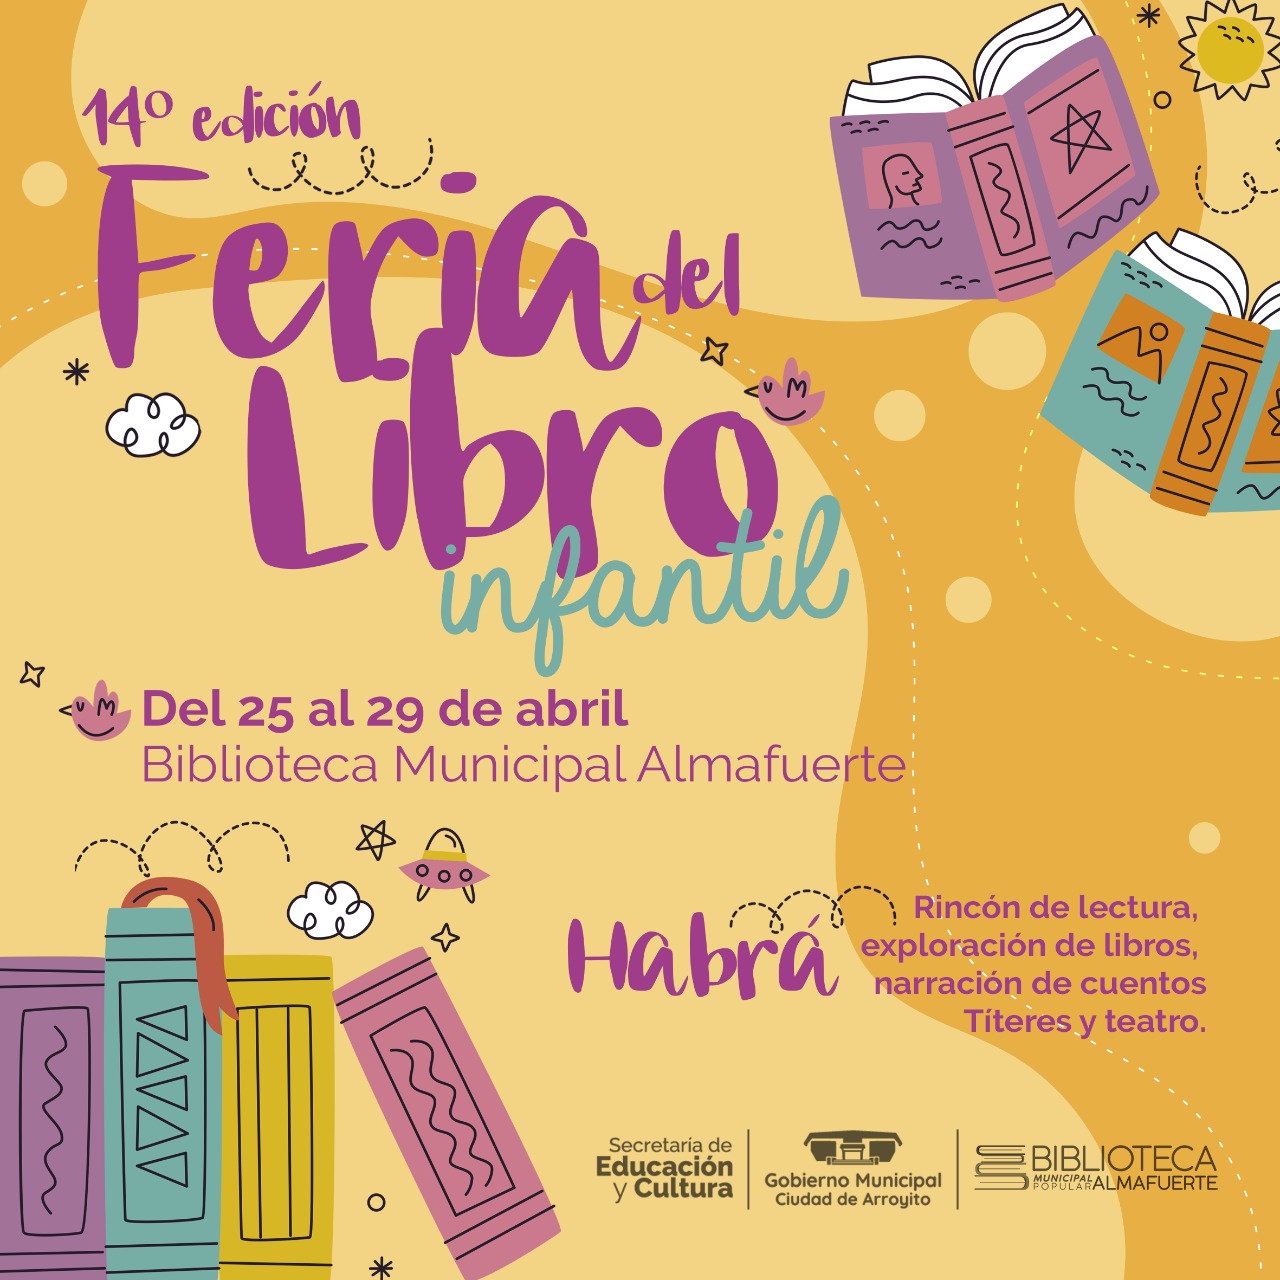 14º edición
Feria del
Libro
infantil
Del 25 al 29 de abril
Biblioteca Municipal Almafuerte
Habrá
Rincón de lectura,
exploración de libros,
narración de cuentos
Títeres y teatro.
Secretaría de
Educación
y Cultura
Gobierno Municipal
Ciudad de Arroyito
BIBLIOTECA
MUNICIPAL
POPULAR ALMAFUERTE